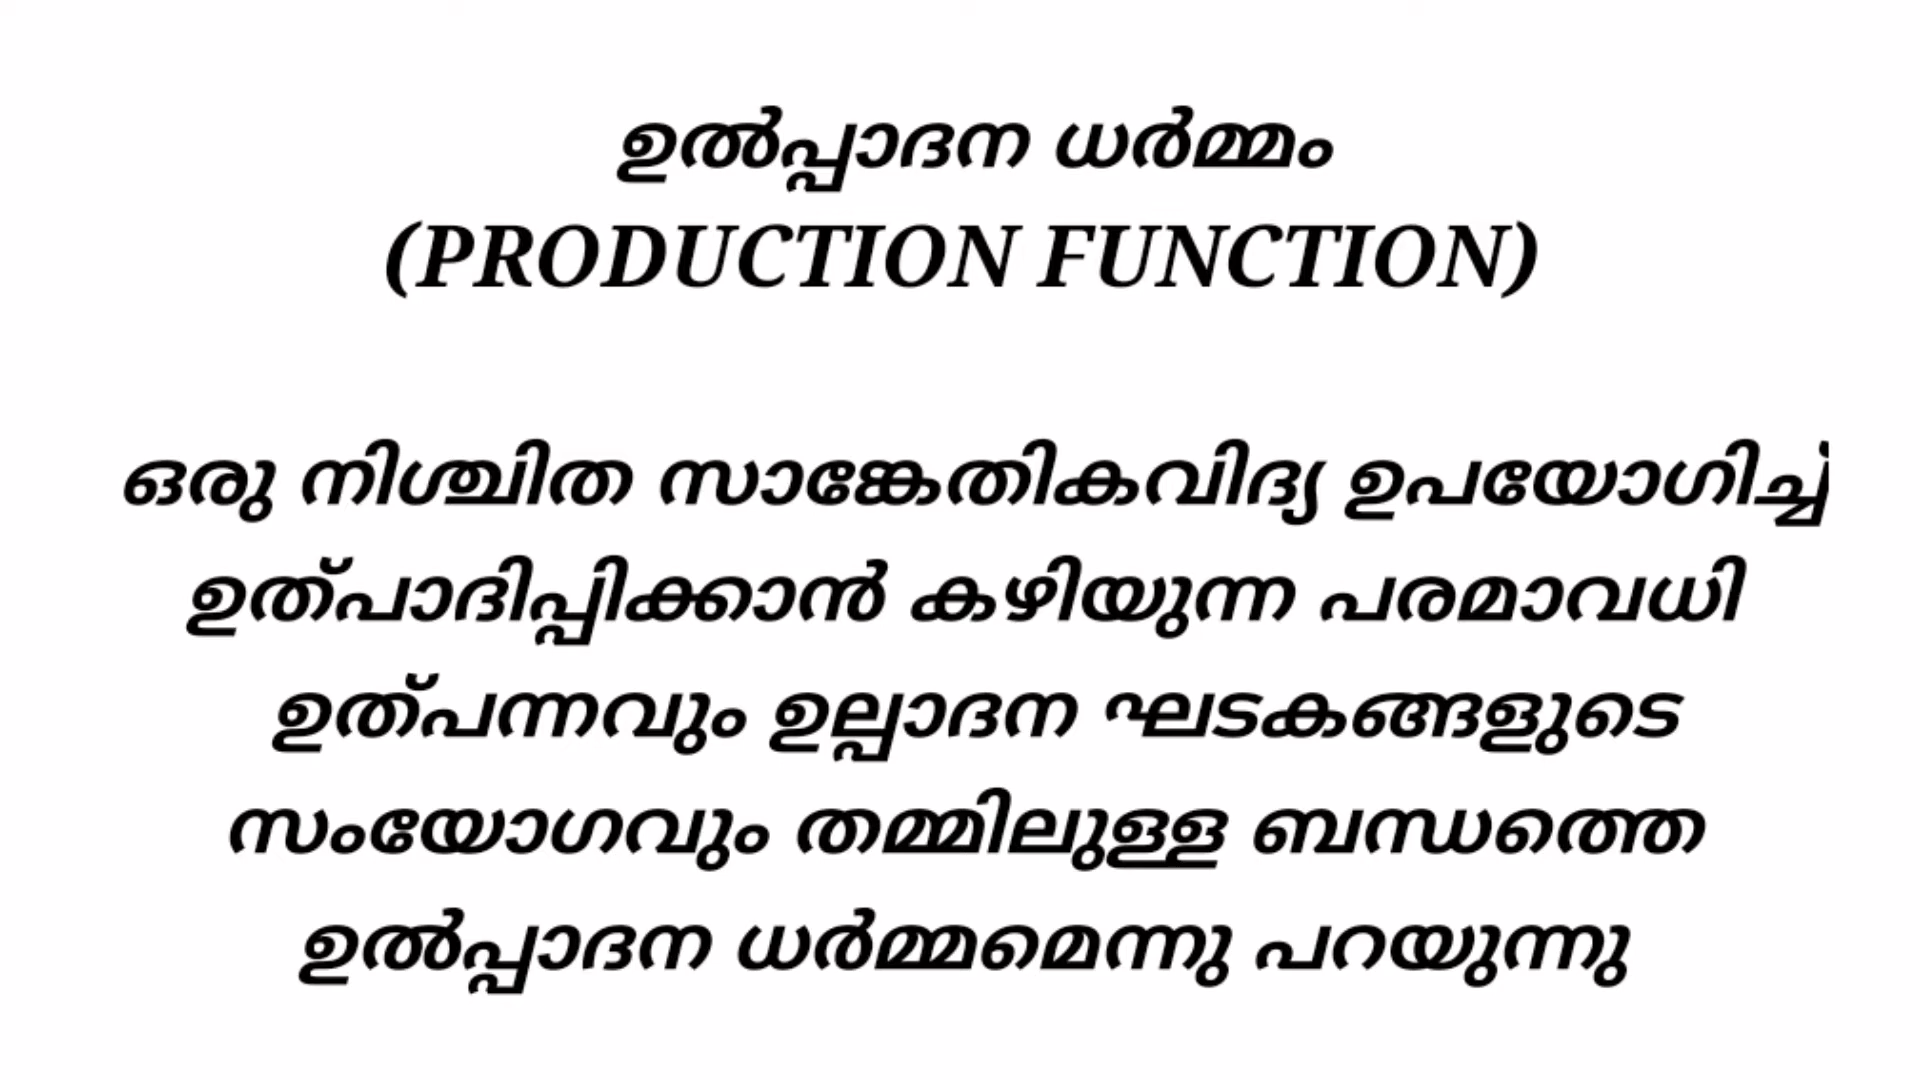 ഉൽപ്പാദന ധർമ്മം
(PRODUCTION FUNCTION)
ഒരു നിശ്ചിത സാങ്കേതികവിദ്യ ഉപയോഗിച്ച്
ഉത്പാദിപ്പിക്കാൻ കഴിയുന്ന പരമാവധി
ഉത്പന്നവും ഉല്പാദന ഘടകങ്ങളുടെ
സംയോഗവും തമ്മിലുള്ള ബന്ധത്തെ
ഉൽപ്പാദന ധർമ്മമെന്നു പറയുന്നു